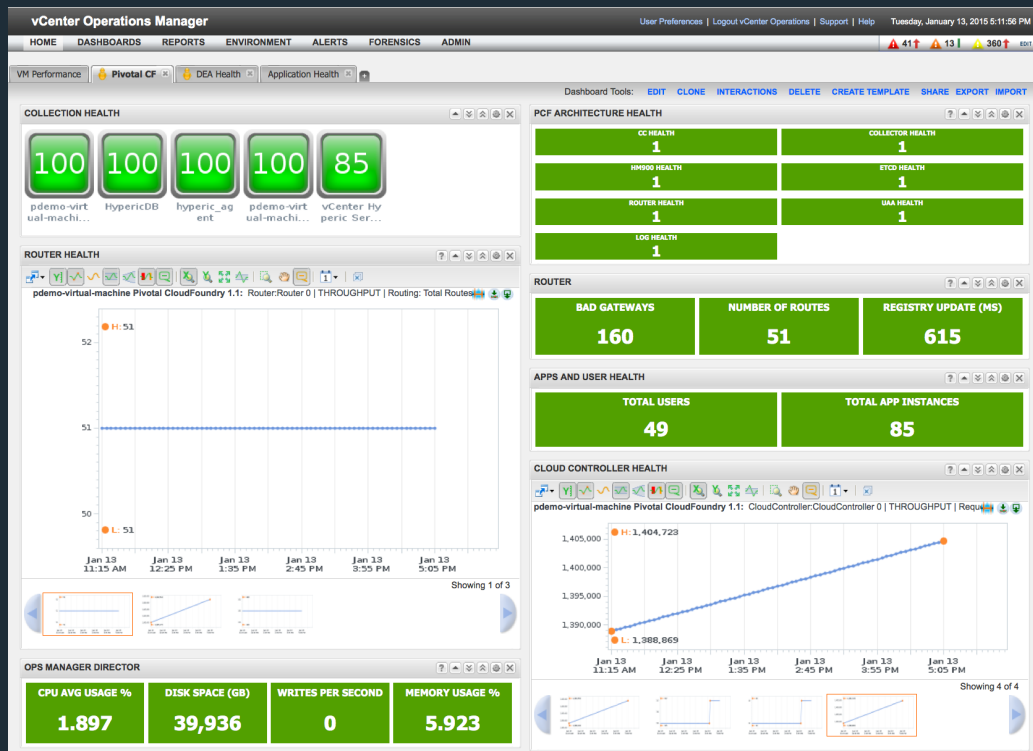 vCenter Operations Manager
User Preferences | Logout vCenter Operations | Support | Help Tuesday, January 13, 2015 5:11:56 PM
HOME DASHBOARDS REPORTS ENVIRONMENT ALERTS FORENSICS ADMIN
41 13 360 EDIT
VM Performance Pivotal CF DEA Health Application Health
Dashboard Tools: EDIT CLONE INTERACTIONS DELETE CREATE TEMPLATE SHARE EXPORT IMPORT
COLLECTION HEALTH
100 100 100 100 85
pdemo-virt HypericDB hyperic_ag pdemo-virt vCenter Hy
ual-machi... ent ual-machi... peric Ser...
ROUTER HEALTH
pdemo-virtual-machine Pivotal CloudFoundry 1.1: Router:Router 0 | THROUGHPUT | Routing: Total Routes
H: 51
52
51
50
L: 51
Jan 13 Jan 13 Jan 13 Jan 13 Jan 13 Jan 13
11:15 AM 12:25 PM 1:35 PM 2:45 PM 3:55 PM 5:05 PM
Showing 1 of 3
OPS MANAGER DIRECTOR
CPU AVG USAGE % DISK SPACE (GB) WRITES PER SECOND MEMORY USAGE %
1.897 39,936 0 5.923
PCF ARCHITECTURE HEALTH
CC HEALTH COLLECTOR HEALTH
1 1
HM900 HEALTH ETCD HEALTH
1 1
ROUTER HEALTH UAA HEALTH
1 1
LOG HEALTH
1
ROUTER
BAD GATEWAYS NUMBER OF ROUTES REGISTRY UPDATE (MS)
160 51 615
APPS AND USER HEALTH
TOTAL USERS TOTAL APP INSTANCES
49 85
CLOUD CONTROLLER HEALTH
pdemo-virtual-machine Pivotal CloudFoundry 1.1: CloudController:CloudController 0 | THROUGHPUT | Requ
H: 1,404,723
1,405,000
1,400,000
1,395,000
1,390,000
L: 1,388,869
Jan 13 Jan 13 Jan 13 Jan 13 Jan 13 Jan 13
11:15 AM 12:25 PM 1:35 PM 2:45 PM 3:55 PM 5:05 PM
Showing 4 of 4